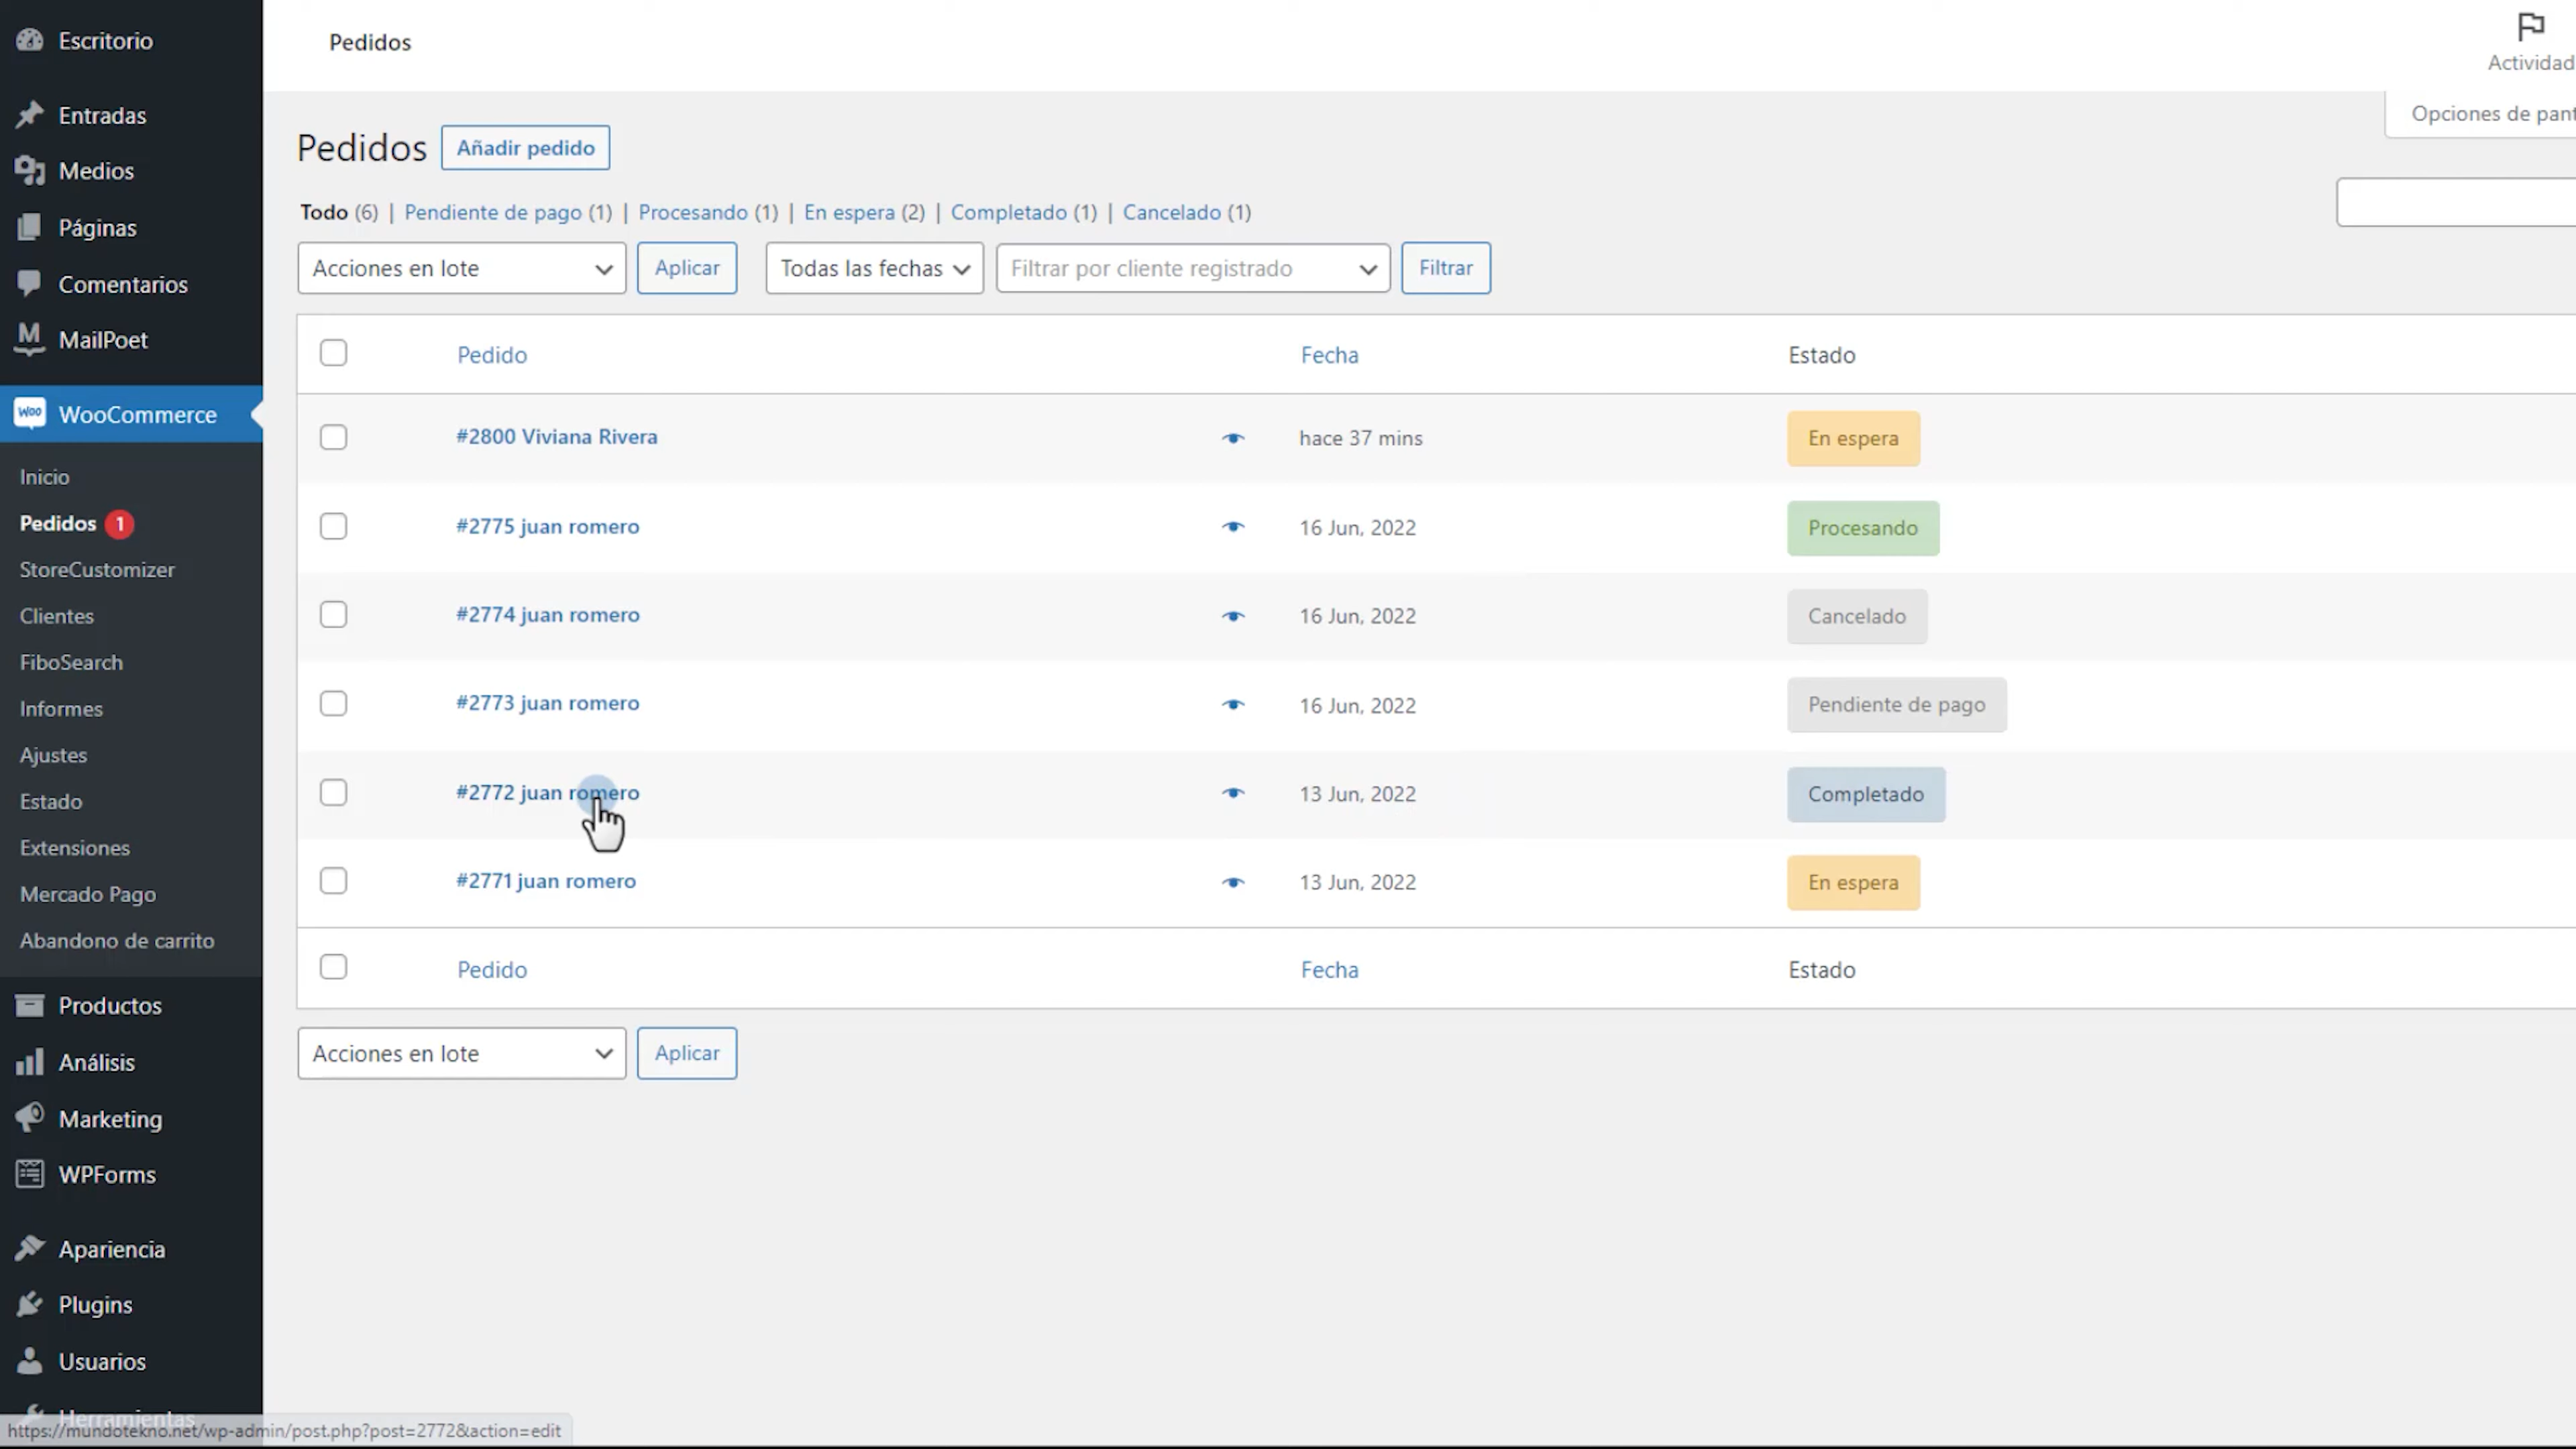 Escritorio
Entradas
Medios
Páginas
Comentarios
MailPoet
WooCommerce
Inicio
Pedidos 1
StoreCustomizer
Clientes
FiboSearch
Informes
Ajustes
Estado
Extensiones
Mercado Pago
Abandono de carrito
Productos
Análisis
Marketing
WPForms
Apariencia
Plugins
Usuarios
Herramientas
https://mundotekno.net/wp-admin/post.php?post=2772&action=edit
Pedidos
Actividad
Opciones de pant
Pedidos Añadir pedido
Todo (6) | Pendiente de pago (1) | Procesando (1) | En espera (2) | Completado (1) | Cancelado (1)
Acciones en lote Aplicar Todas las fechas Filtrar por cliente registrado Filtrar
Pedido Fecha Estado
#2800 Viviana Rivera hace 37 mins En espera
#2775 juan romero 16 Jun, 2022 Procesando
#2774 juan romero 16 Jun, 2022 Cancelado
#2773 juan romero 16 Jun, 2022 Pendiente de pago
#2772 juan romero 13 Jun, 2022 Completado
#2771 juan romero 13 Jun, 2022 En espera
Pedido Fecha Estado
Acciones en lote Aplicar